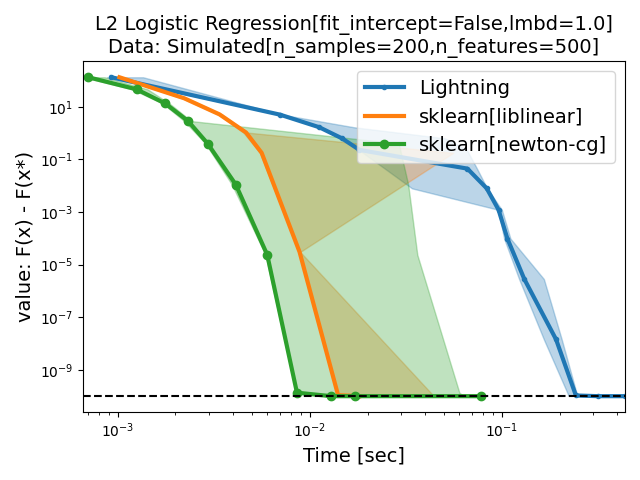 L2 Logistic Regression[fit_intercept=False,lmbd=1.0]
Data: Simulated[n_samples=200,n_features=500]
Lightning
sklearn[liblinear]
sklearn[newton-cg]
value: F(x) - F(x*)
10¹
10⁻¹
10⁻³
10⁻⁵
10⁻⁷
10⁻⁹
10⁻³
10⁻²
10⁻¹
Time [sec]